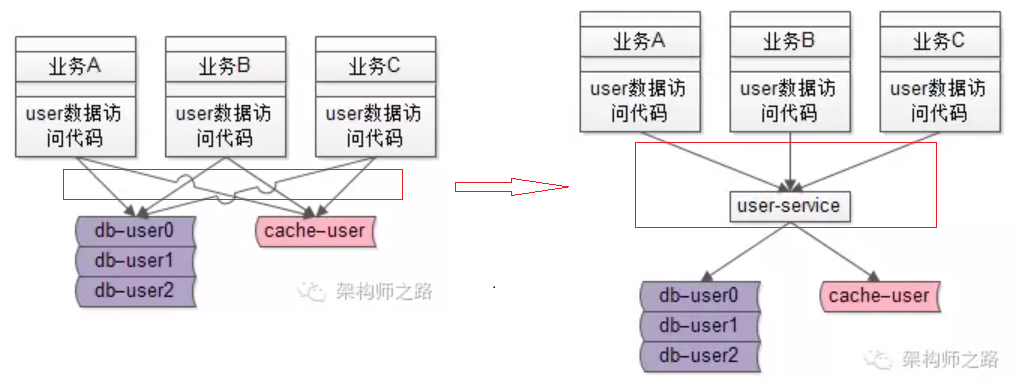 业务A
业务B
业务C
user数据访
问代码
user数据访
问代码
user数据访
问代码
db-user0
db-user1
db-user2
cache-user
架构师之路
业务A
业务B
业务C
user数据访
问代码
user数据访
问代码
user数据访
问代码
user-service
db-user0
db-user1
db-user2
cache-user
架构师之路